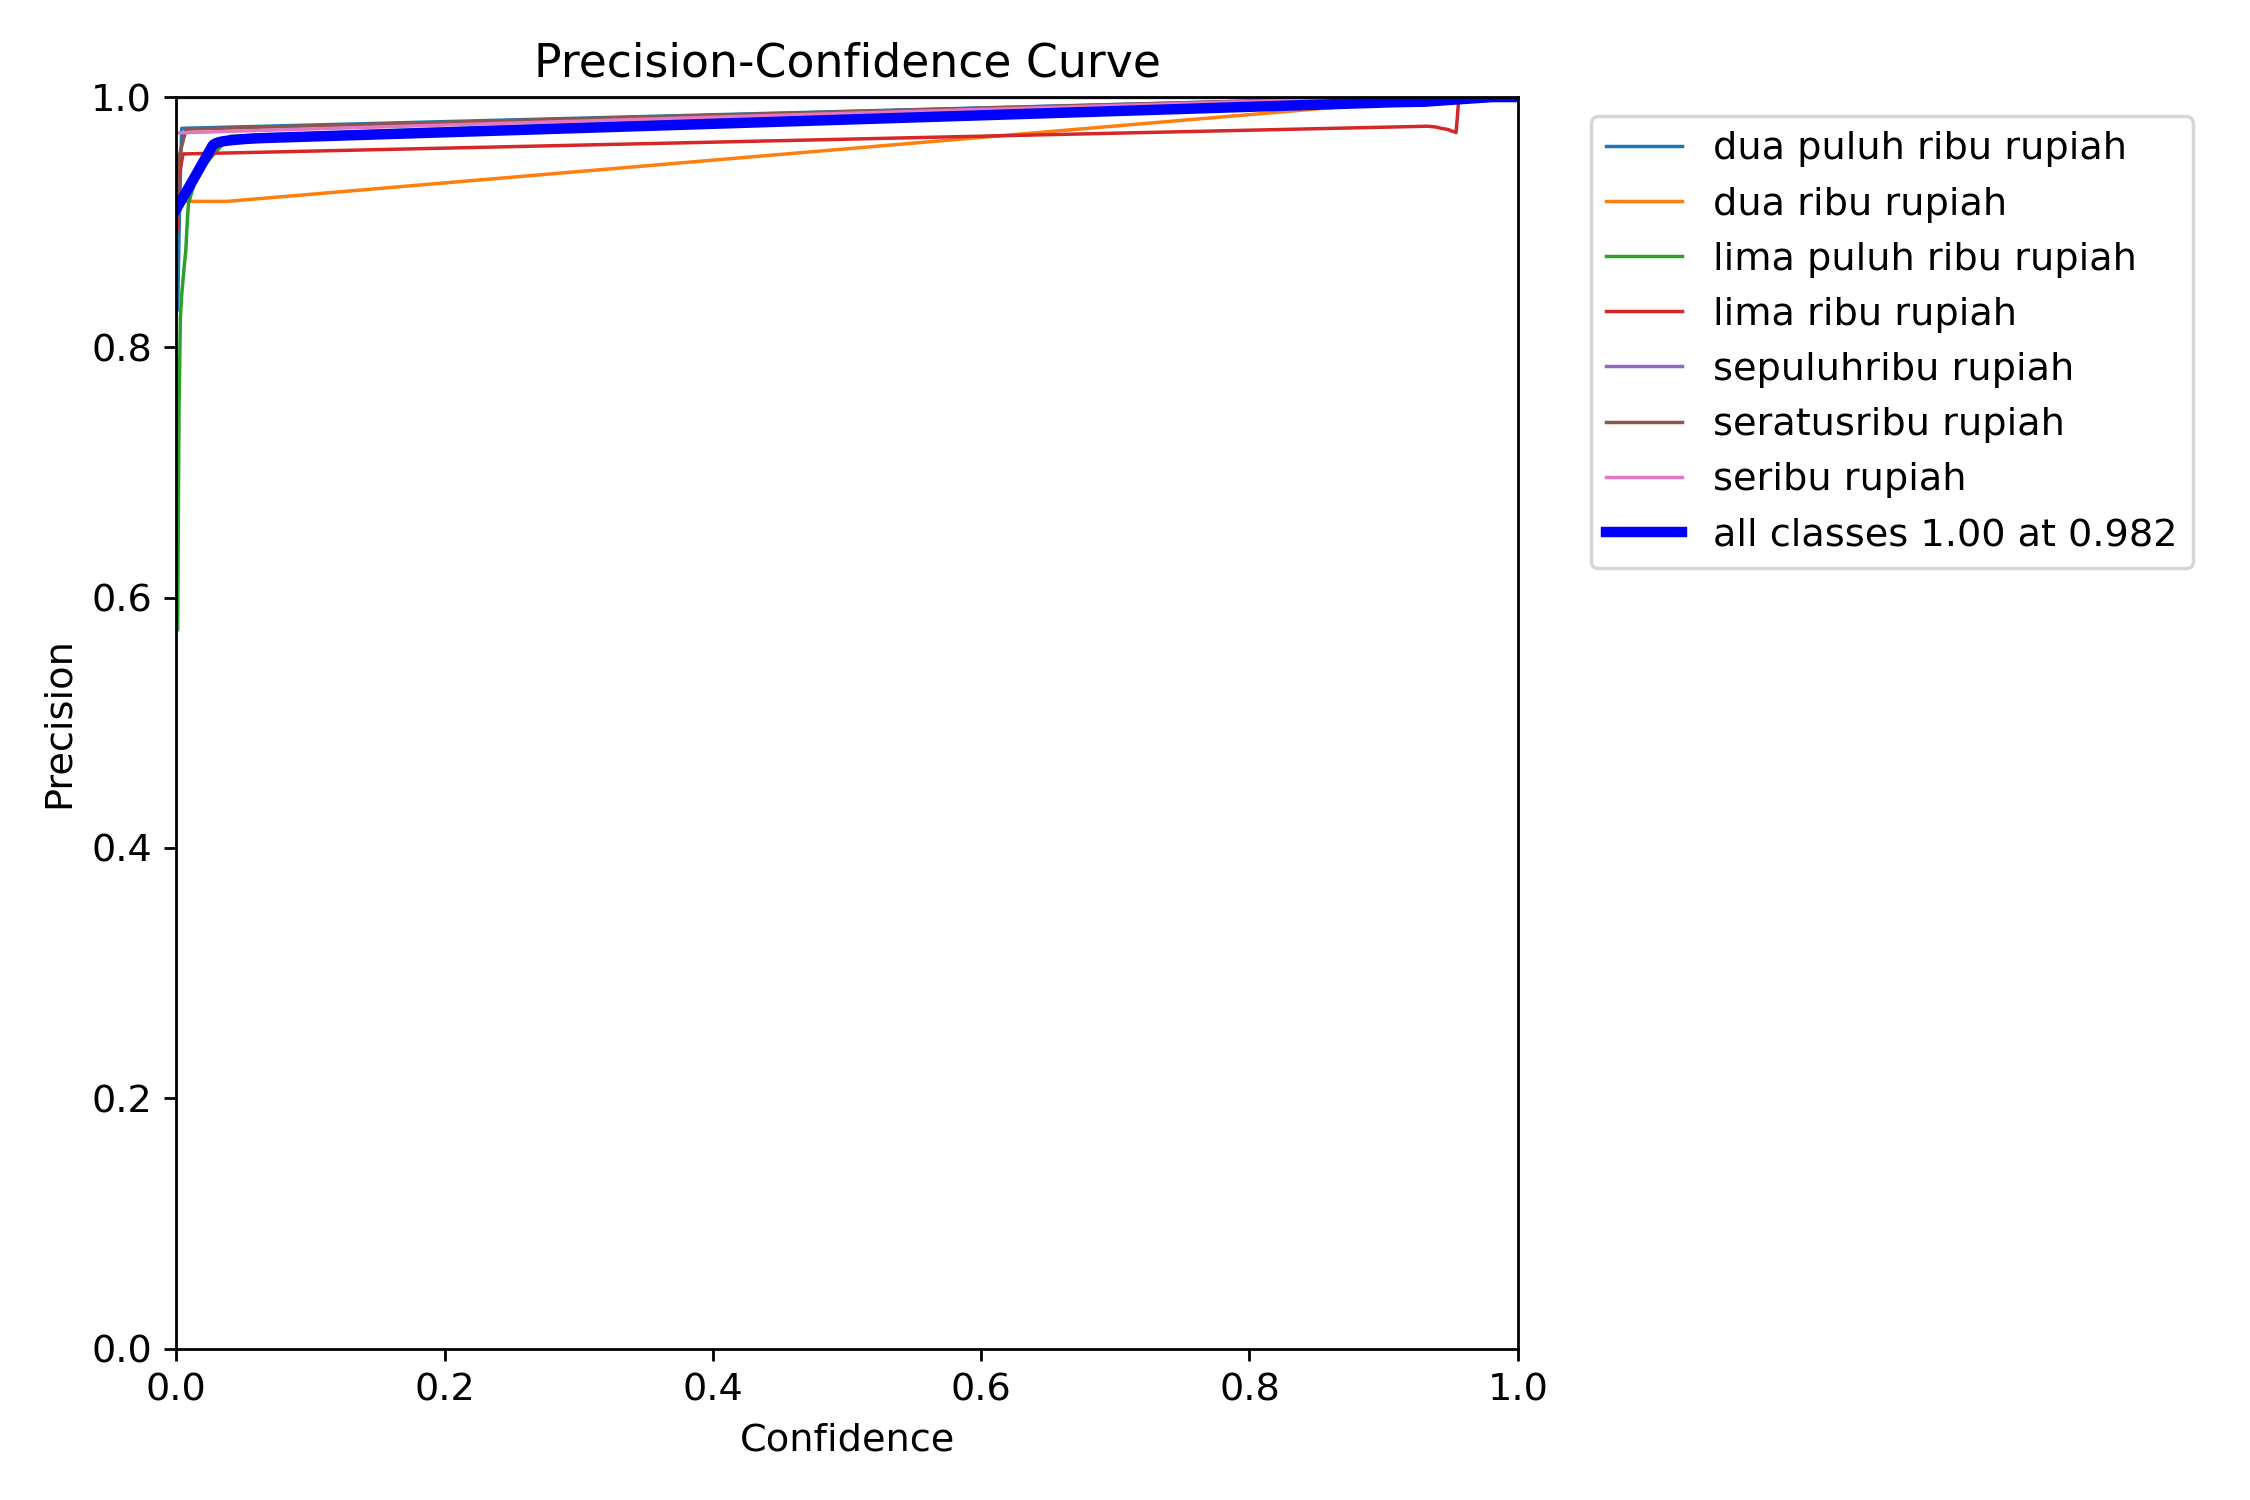 Precision-Confidence Curve
1.0
0.8
0.6
0.4
0.2
0.0
Precision
0.0 0.2 0.4 0.6 0.8 1.0
Confidence
dua puluh ribu rupiah
dua ribu rupiah
lima puluh ribu rupiah
lima ribu rupiah
sepuluhribu rupiah
seratusribu rupiah
seribu rupiah
all classes 1.00 at 0.982